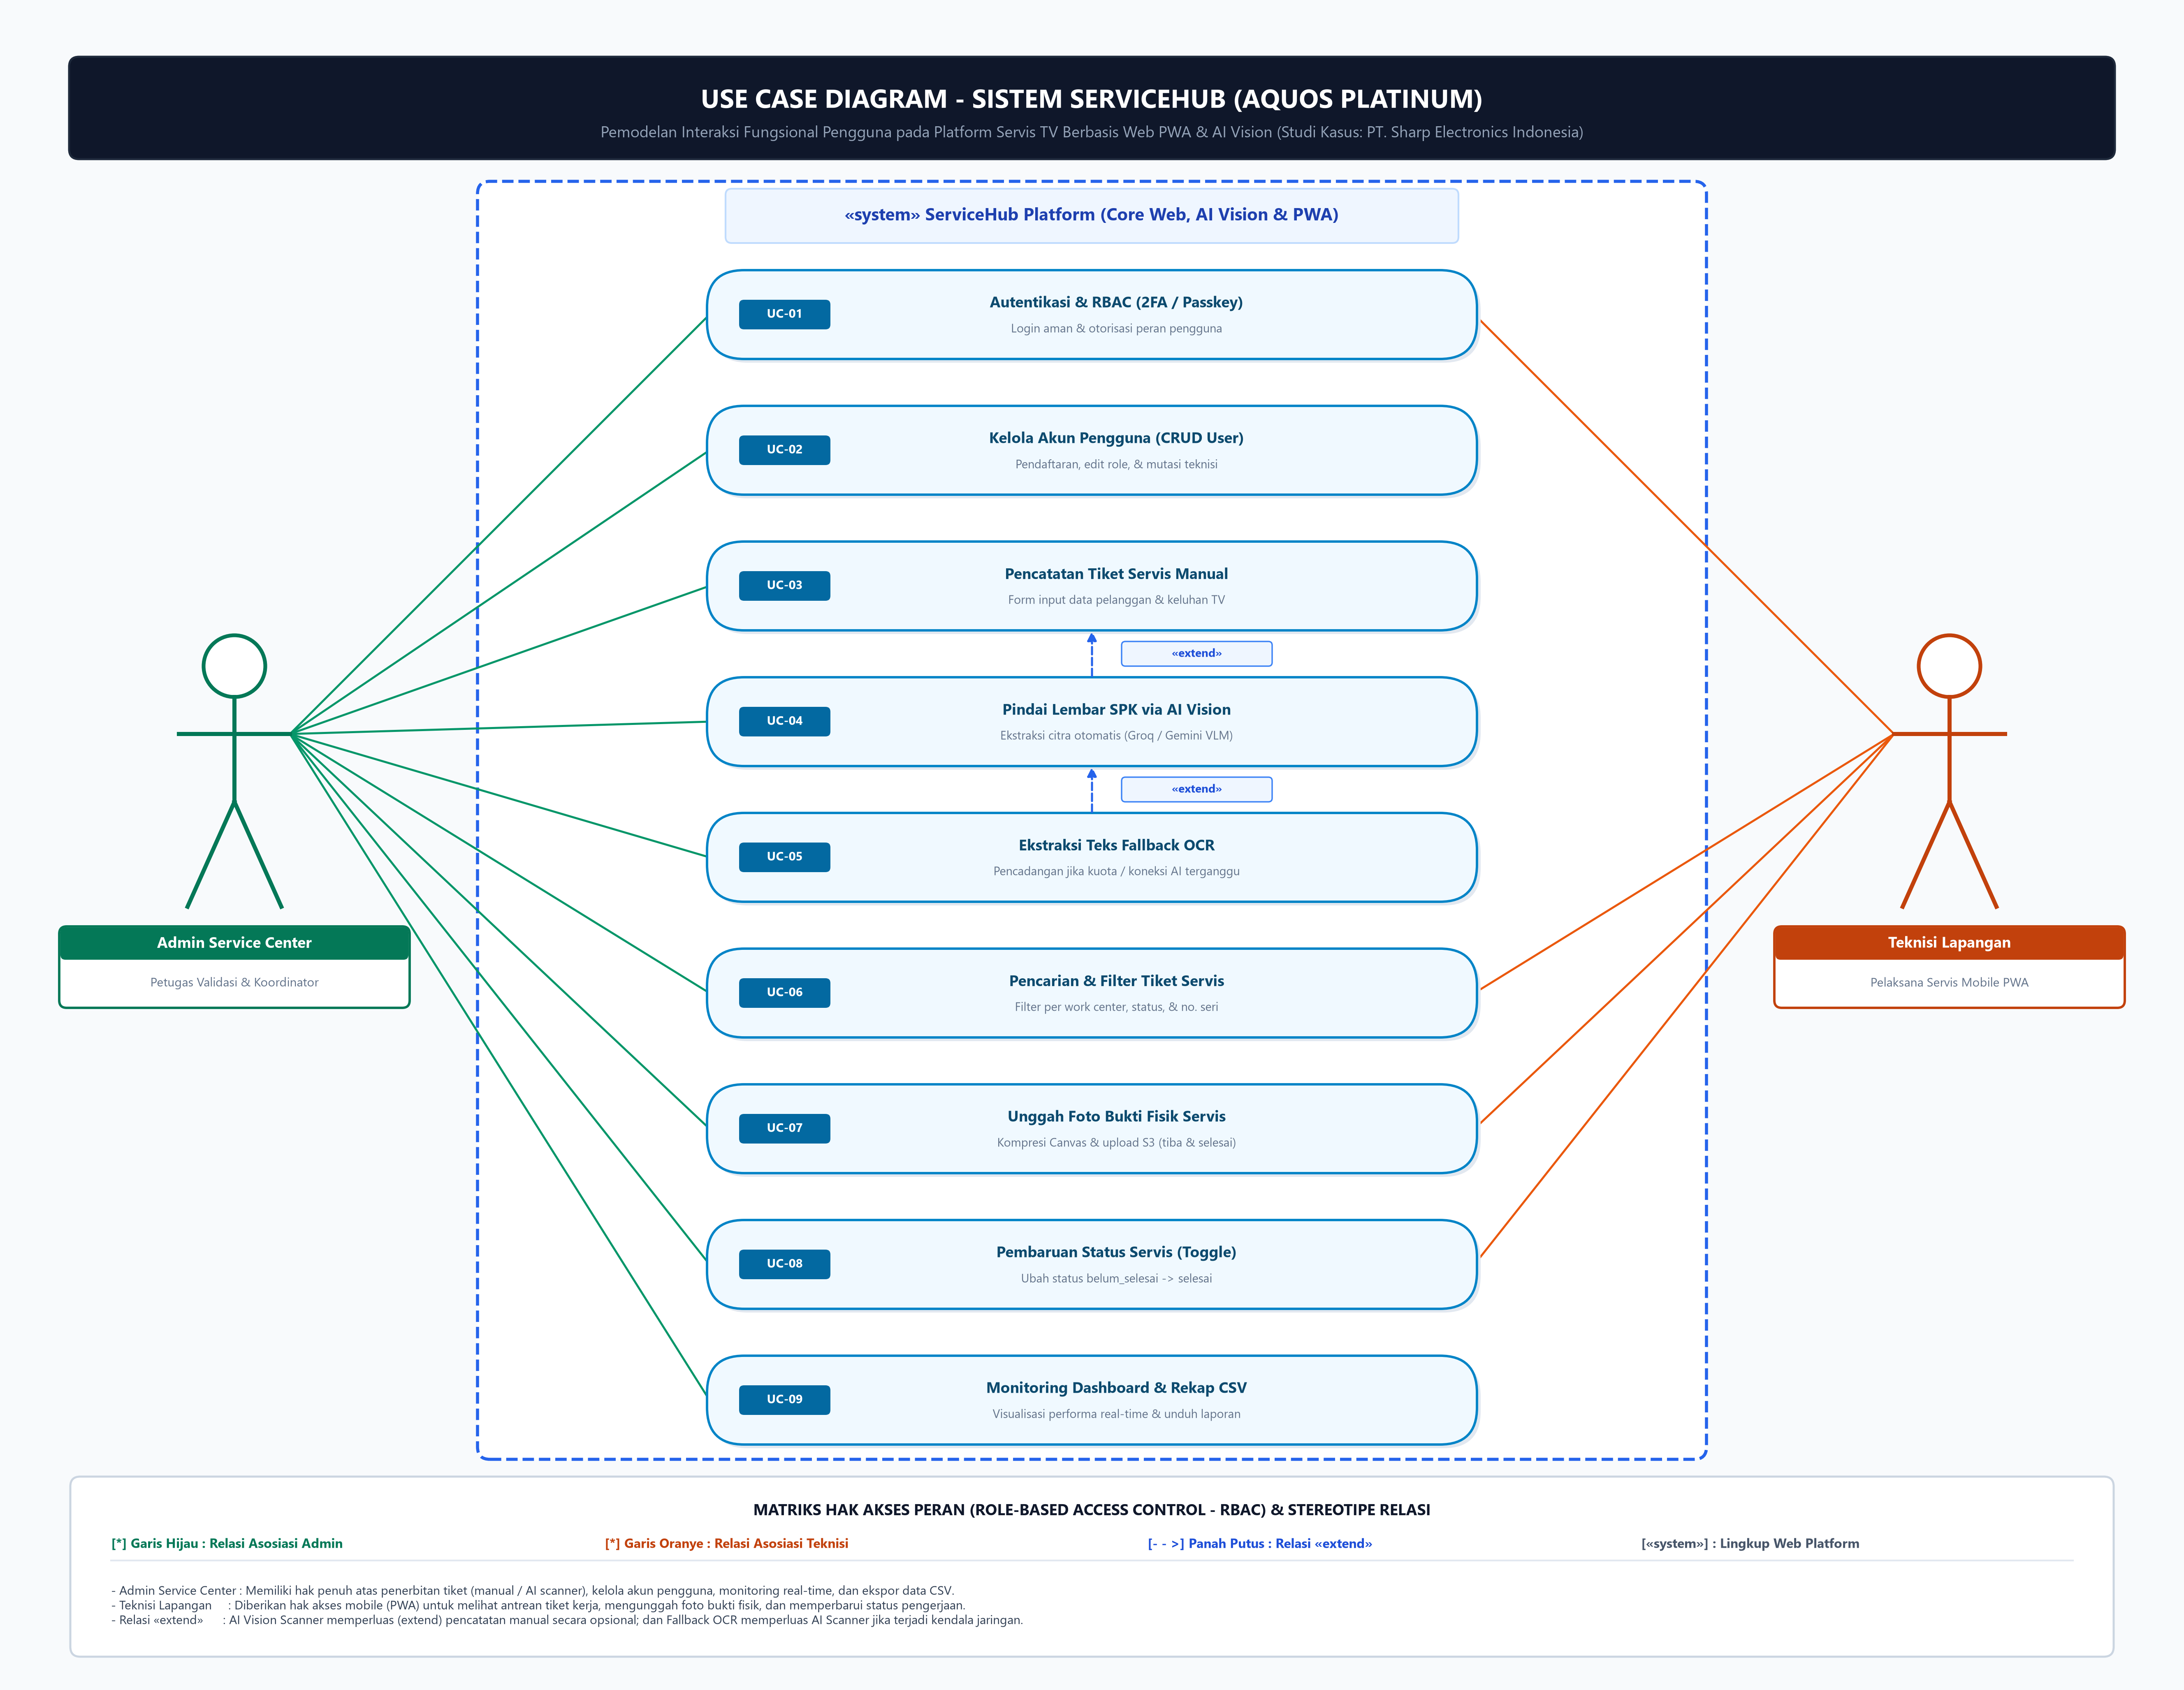 USE CASE DIAGRAM - SISTEM SERVICEHUB (AQUOS PLATINUM)
Pemodelan Interaksi Fungsional Pengguna pada Platform Servis TV Berbasis Web PWA & AI Vision (Studi Kasus: PT. Sharp Electronics Indonesia)
«system» ServiceHub Platform (Core Web, AI Vision & PWA)
UC-01
Autentikasi & RBAC (2FA / Passkey)
Login aman & otorisasi peran pengguna
UC-02
Kelola Akun Pengguna (CRUD User)
Pendaftaran, edit role, & mutasi teknisi
UC-03
Pencatatan Tiket Servis Manual
Form input data pelanggan & keluhan TV
«extend»
UC-04
Pindai Lembar SPK via AI Vision
Ekstraksi citra otomatis (Groq / Gemini VLM)
«extend»
UC-05
Ekstraksi Teks Fallback OCR
Pencadangan jika kuota / koneksi AI terganggu
Admin Service Center
Petugas Validasi & Koordinator
Teknisi Lapangan
Pelaksana Servis Mobile PWA
UC-06
Pencarian & Filter Tiket Servis
Filter per work center, status, & no. seri
UC-07
Unggah Foto Bukti Fisik Servis
Kompresi Canvas & upload S3 (tiba & selesai)
UC-08
Pembaruan Status Servis (Toggle)
Ubah status belum_selesai -> selesai
UC-09
Monitoring Dashboard & Rekap CSV
Visualisasi performa real-time & unduh laporan
MATRIKS HAK AKSES PERAN (ROLE-BASED ACCESS CONTROL - RBAC) & STEREOTIPE RELASI
[*] Garis Hijau : Relasi Asosiasi Admin
[*] Garis Oranye : Relasi Asosiasi Teknisi
[- - >] Panah Putus : Relasi «extend»
[«system»] : Lingkup Web Platform
- Admin Service Center : Memiliki hak penuh atas penerbitan tiket (manual / AI scanner), kelola akun pengguna, monitoring real-time, dan ekspor data CSV.
- Teknisi Lapangan : Diberikan hak akses mobile (PWA) untuk melihat antrean tiket kerja, mengunggah foto bukti fisik, dan memperbarui status pengerjaan.
- Relasi «extend» : AI Vision Scanner memperluas (extend) pencatatan manual secara opsional; dan Fallback OCR memperluas AI Scanner jika terjadi kendala jaringan.